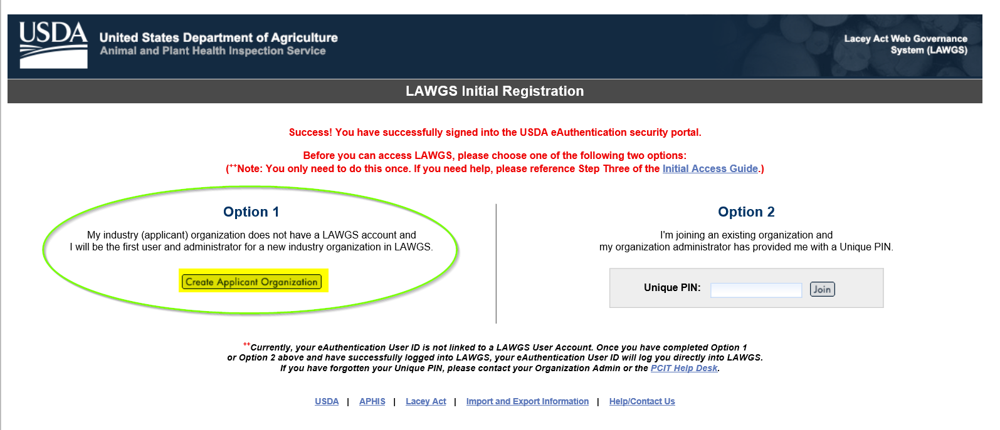 USDA
United States Department of Agriculture
Animal and Plant Health Inspection Service
Lacey Act Web Governance
System (LAWGS)
LAWGS Initial Registration
Success! You have successfully signed into the USDA eAuthentication security portal.
Before you can access LAWGS, please choose one of the following two options:
(++Note: You only need to do this once. If you need help, please reference Step Three of the Initial Access Guide.)
Option 1
My industry (applicant) organization does not have a LAWGS account and
I will be the first user and administrator for a new industry organization in LAWGS.
Create Applicant Organization
Option 2
I'm joining an existing organization and
my organization administrator has provided me with a Unique PIN.
Unique PIN: Join
++Currently, your eAuthentication User ID is not linked to a LAWGS User Account. Once you have completed Option 1
or Option 2 above and have successfully logged into LAWGS, your eAuthentication User ID will log you directly into LAWGS.
If you have forgotten your Unique PIN, please contact your Organization Admin or the PCIT Help Desk.
USDA | APHIS | Lacey Act | Import and Export Information | Help/Contact Us